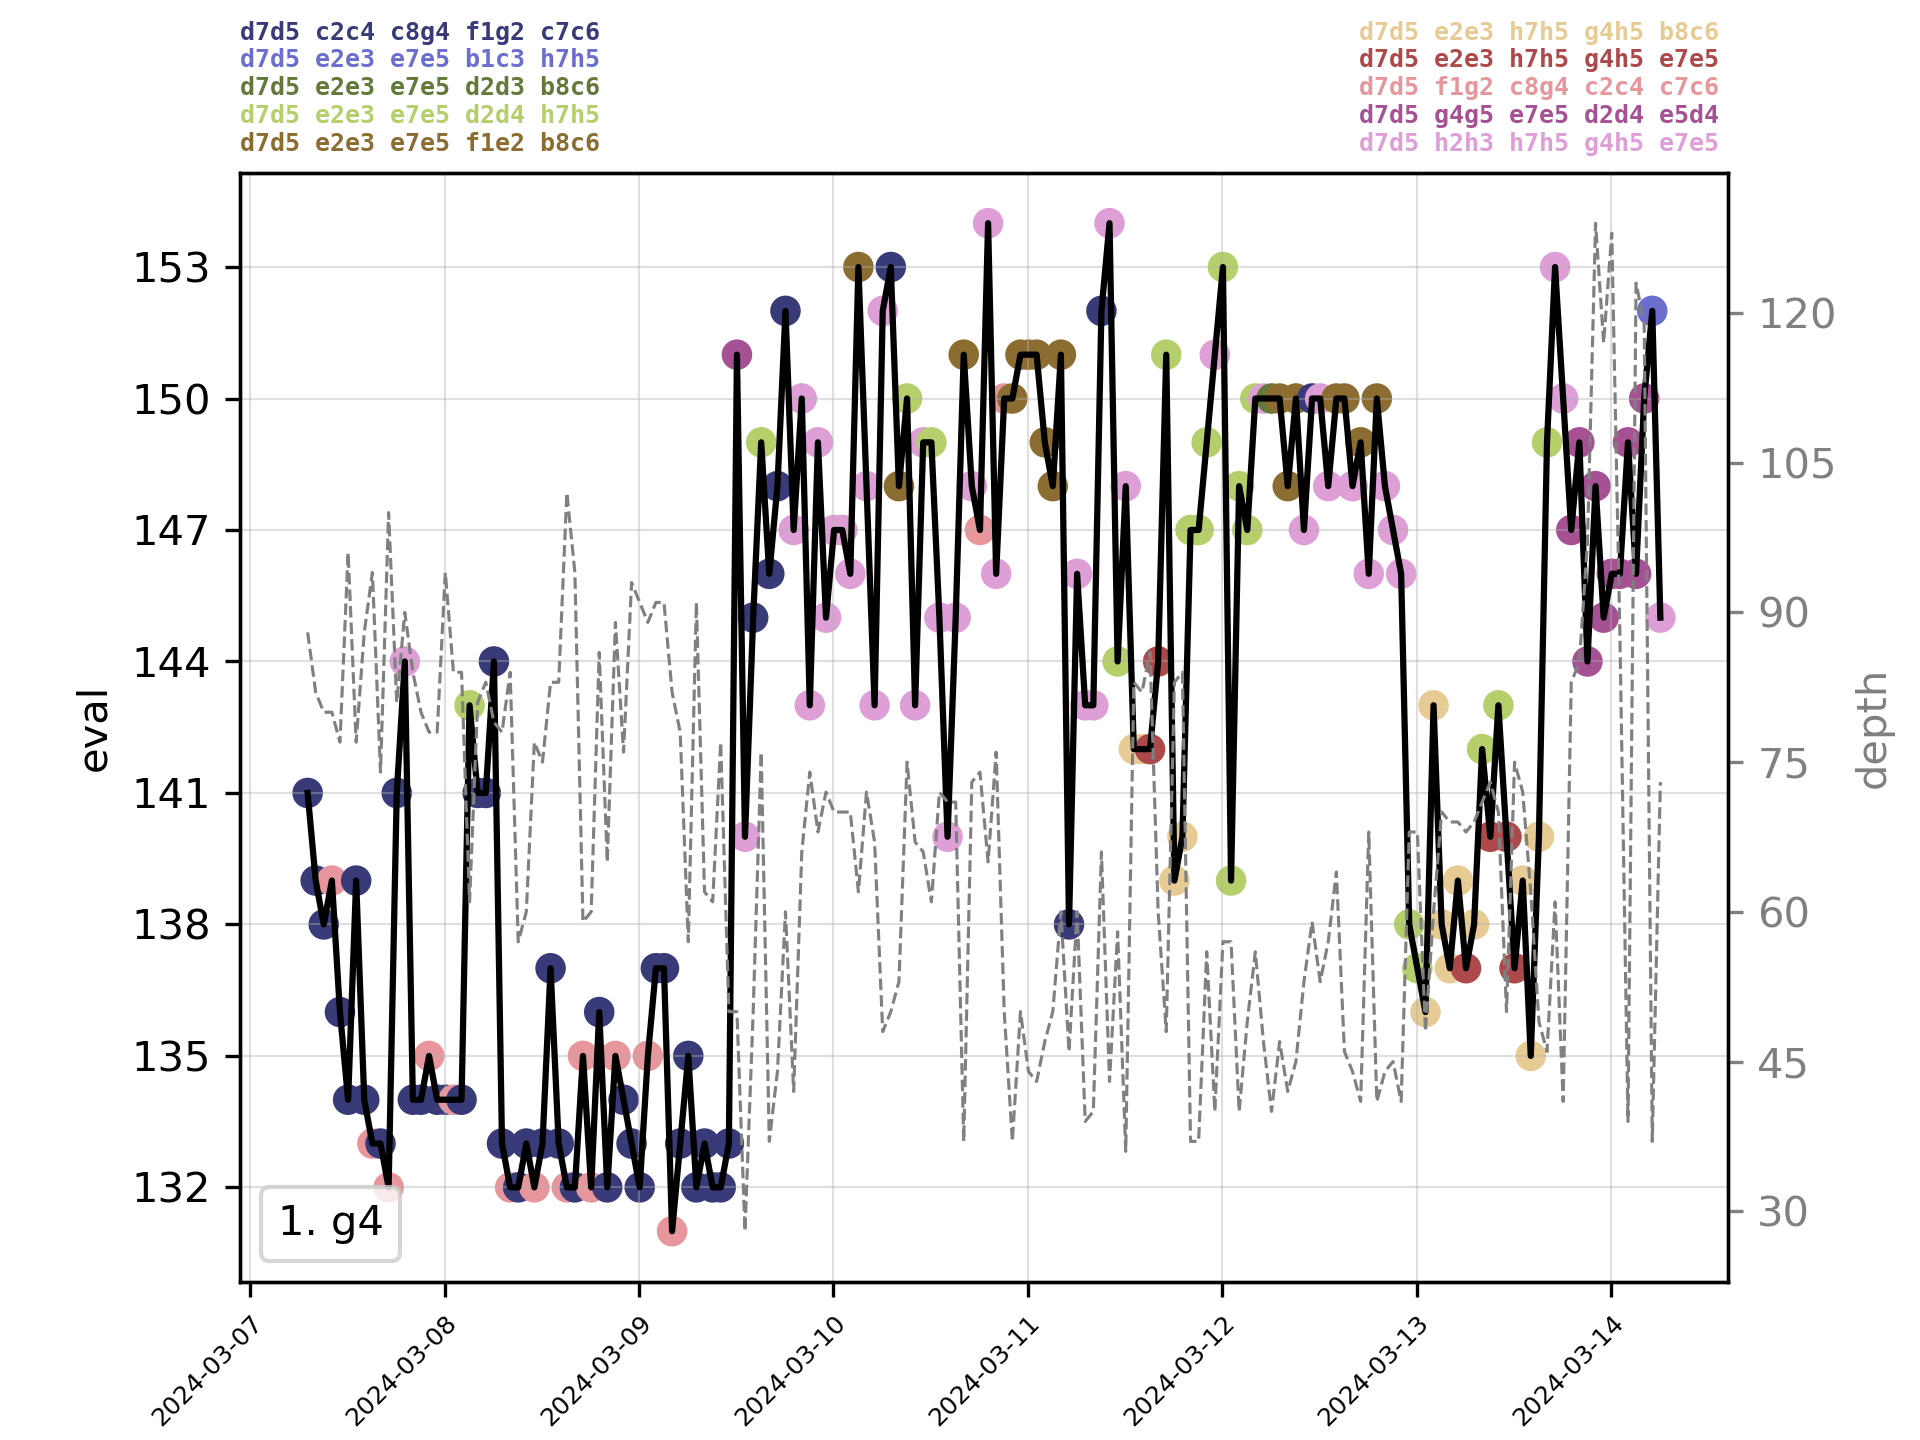 d7d5 c2c4 c8g4 f1g2 c7c6
d7d5 e2e3 e7e5 b1c3 h7h5
d7d5 e2e3 e7e5 d2d3 b8c6
d7d5 e2e3 e7e5 d2d4 h7h5
d7d5 e2e3 e7e5 f1e2 b8c6
d7d5 e2e3 h7h5 g4h5 b8c6
d7d5 e2e3 h7h5 g4h5 e7e5
d7d5 f1g2 c8g4 c2c4 c7c6
d7d5 g4g5 e7e5 d2d4 e5d4
d7d5 h2h3 h7h5 g4h5 e7e5
eval
153
150
147
144
141
138
135
132
1. g4
120
105
90
75
60
45
30
depth
2024-03-07
2024-03-08
2024-03-09
2024-03-10
2024-03-11
2024-03-12
2024-03-13
2024-03-14